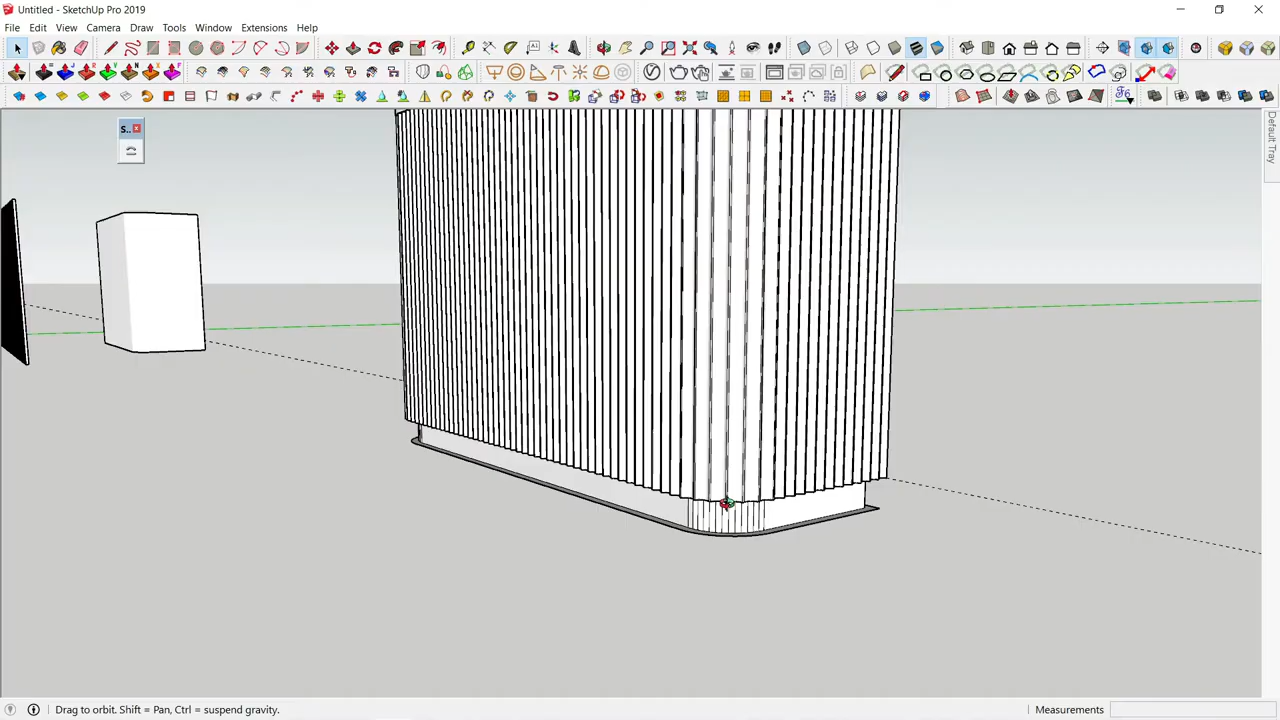 Untitled - SketchUp Pro 2019
File Edit View Camera Draw Tools Window Extensions Help
S..
Default Tray
Drag to orbit. Shift = Pan, Ctrl = suspend gravity.
Measurements